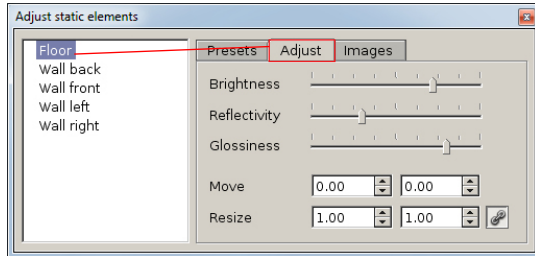 Adjust static elements
Floor
Wall back
Wall front
Wall left
Wall right
Presets Adjust Images
Brightness
Reflectivity
Glossiness
Move 0.00 0.00
Resize 1.00 1.00